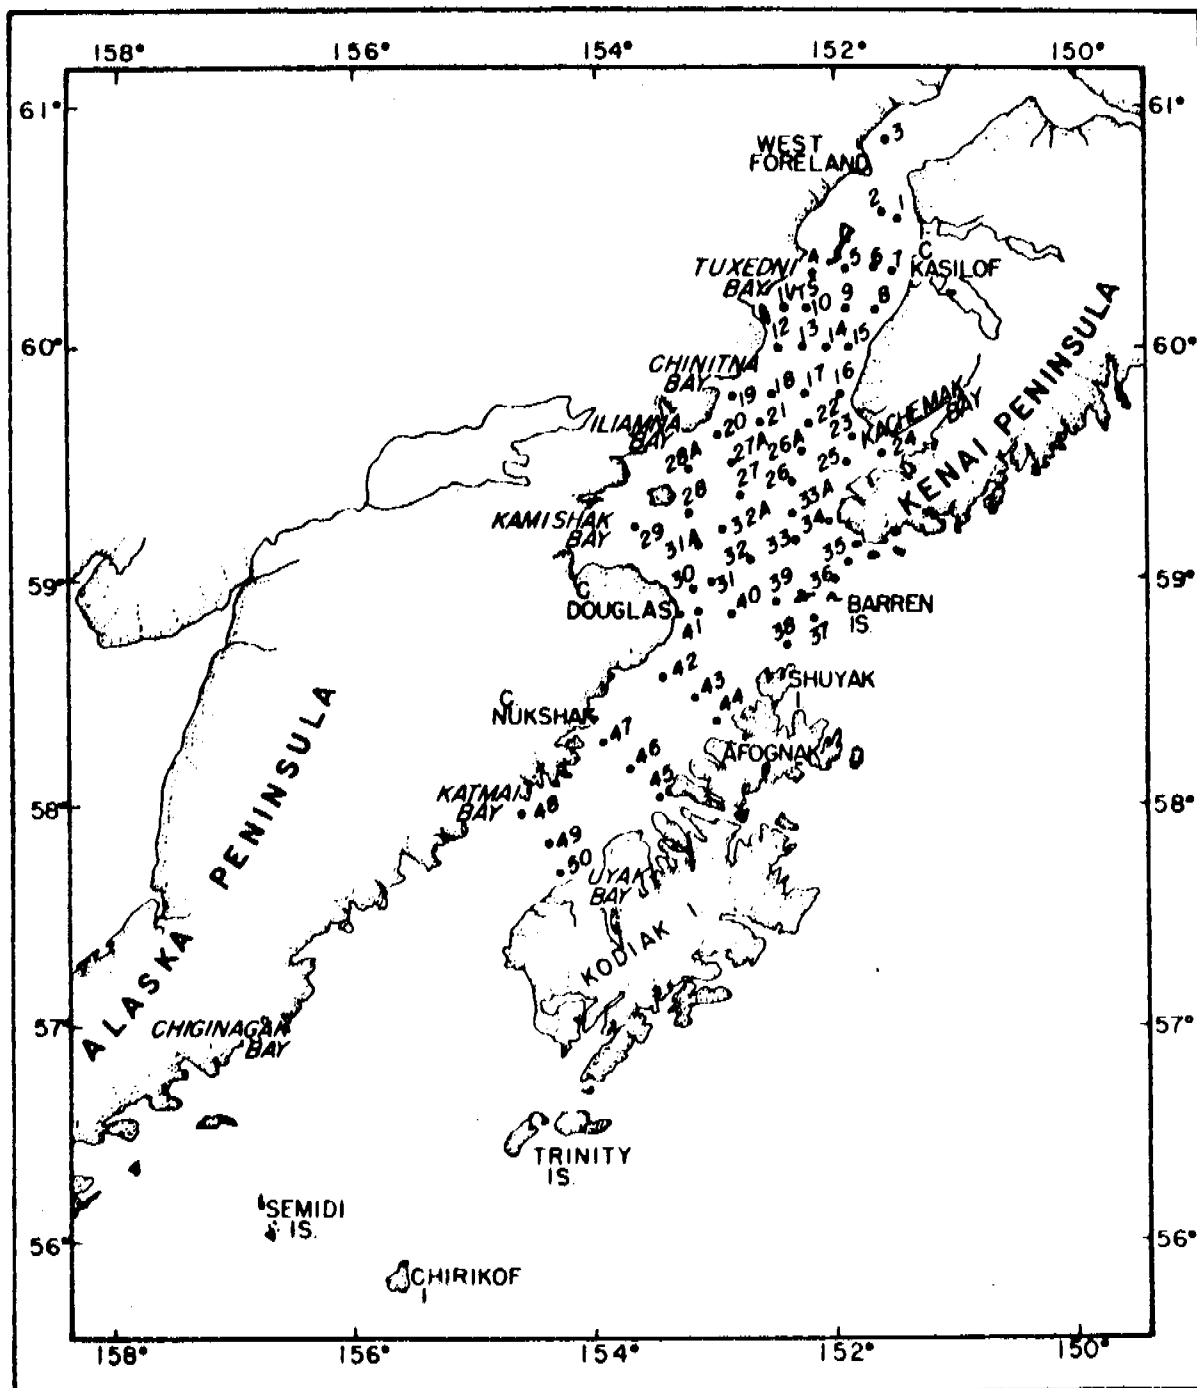 158° 156° 154° 152° 150°
61° 61°
3
WEST
FORELAND
2 1
C
KASILOF
4 5 6 7
TUXEDNI
BAY
IVTS 10 9 8
12 13 14 15
60° 60°
CHINITNA
BAY
19 18 17 16
ILIAMNA
BAY
20 21 22 23
KACHEMAK
BAY
24
KENAI PENINSULA
28A 27A 26A 25
28 27 26
33A
KAMISHAK
BAY
29 31A 32A
32 33 34 35
59° 59°
30 31
C
DOUGLAS
41 40 39 36
BARREN
IS.
38 37
42 43 44
SHUYAK
I
C
NUKSHAK
47 46 45
AFOGNAK
58° 58°
KATMAI
BAY
48
49
50
UYAK
BAY
ALASKA PENINSULA
KODIAK I
57° 57°
CHIGINAGAK
BAY
TRINITY
IS.
SEMIDI
IS.
56° 56°
CHIRIKOF
I
158° 156° 154° 152° 150°